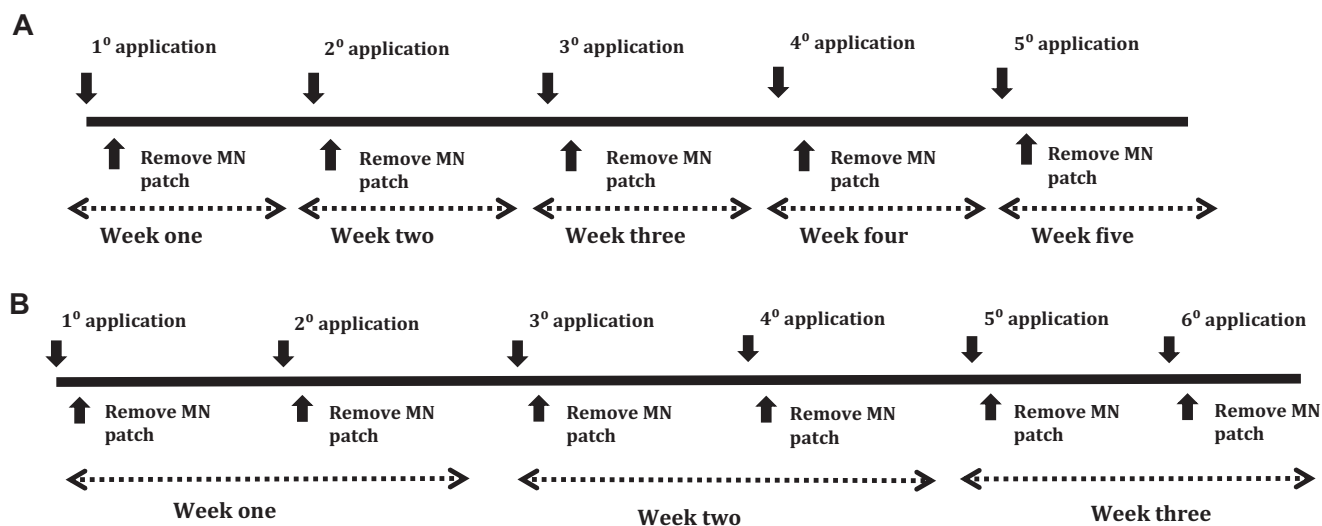 A
1⁰ application
2⁰ application
3⁰ application
4⁰ application
5⁰ application
Remove MN
patch
Remove MN
patch
Remove MN
patch
Remove MN
patch
Remove MN
patch
Week one
Week two
Week three
Week four
Week five
B
1⁰ application
2⁰ application
3⁰ application
4⁰ application
5⁰ application
6⁰ application
Remove MN
patch
Remove MN
patch
Remove MN
patch
Remove MN
patch
Remove MN
patch
Remove MN
patch
Week one
Week two
Week three